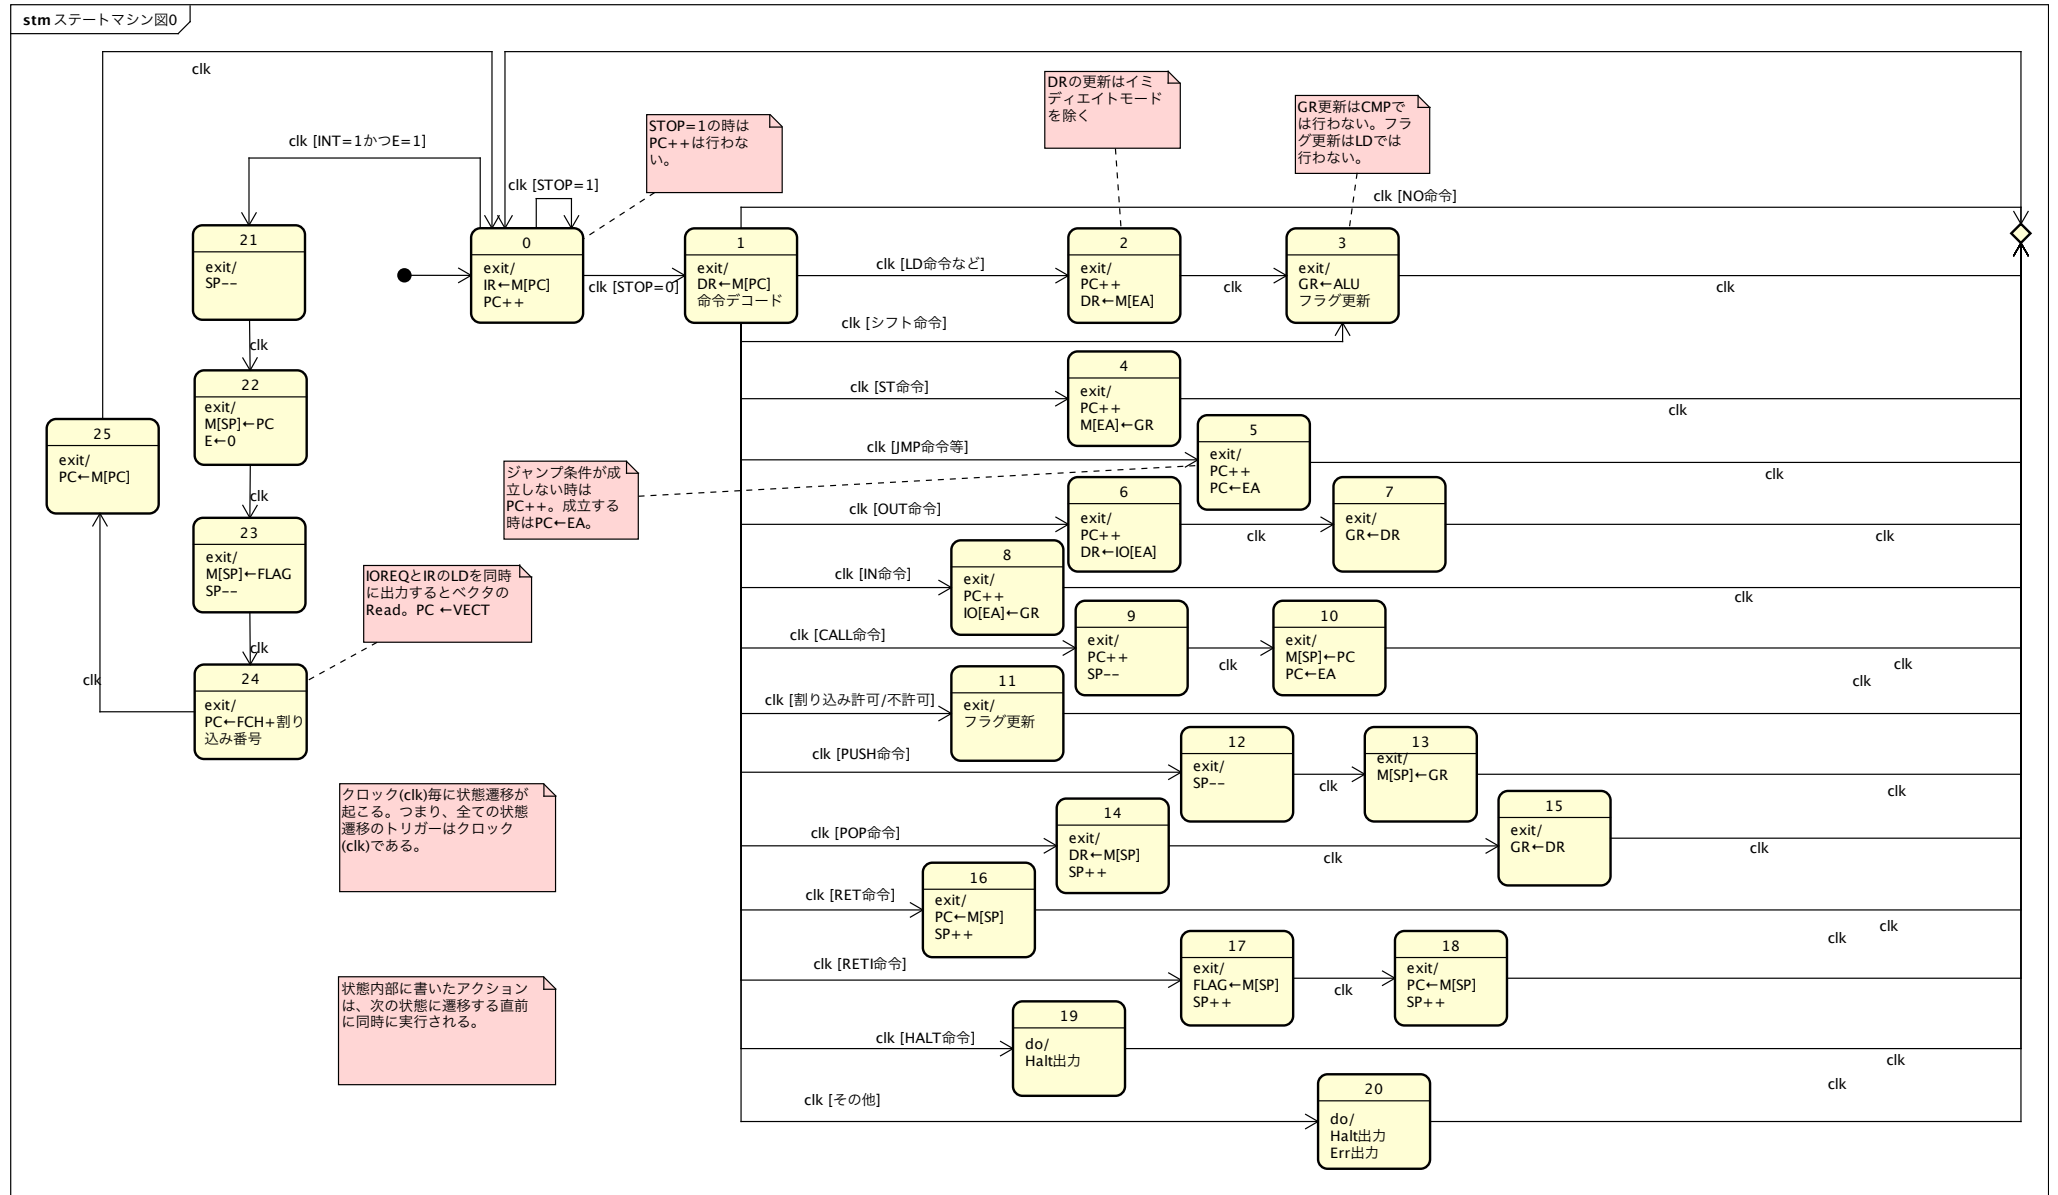 stm ステートマシン図0
clk
clk [INT=1かつE=1]
clk [STOP=1]
STOP=1の時は
PC++は行わな
い。
DRの更新はイミ
ディエイトモード
を除く
GR更新はCMPで
は行わない。フラ
グ更新はLDでは
行わない。
clk [NO命令]
21
exit/
SP--
clk
22
exit/
M[SP]←PC
E←0
clk
23
exit/
M[SP]←FLAG
SP--
clk
24
exit/
PC←FCH+割り
込み番号
clk
25
exit/
PC←M[PC]
0
exit/
IR←M[PC]
PC++
clk [STOP=0]
1
exit/
DR←M[PC]
命令デコード
clk [LD命令など]
2
exit/
PC++
DR←M[EA]
clk
3
exit/
GR←ALU
フラグ更新
clk
clk [シフト命令]
clk [ST命令]
4
exit/
PC++
M[EA]←GR
clk
clk [JMP命令等]
5
exit/
PC++
PC←EA
clk
ジャンプ条件が成
立しない時は
PC++。成立する
時はPC←EA。
clk [OUT命令]
6
exit/
PC++
DR←IO[EA]
clk
7
exit/
GR←DR
clk
clk [IN命令]
8
exit/
PC++
IO[EA]←GR
clk
IOREQとIRのLDを同時
に出力するとベクタの
Read。PC ←VECT
clk [CALL命令]
9
exit/
PC++
SP--
clk
10
exit/
M[SP]←PC
PC←EA
clk
clk [割り込み許可/不許可]
11
exit/
フラグ更新
clk
clk [PUSH命令]
12
exit/
SP--
clk
13
exit/
M[SP]←GR
clk
クロック(clk)毎に状態遷移が
起こる。つまり、全ての状態
遷移のトリガーはクロック
(clk)である。
clk [POP命令]
14
exit/
DR←M[SP]
SP++
clk
15
exit/
GR←DR
clk
clk [RET命令]
16
exit/
PC←M[SP]
SP++
clk
clk [RETI命令]
17
exit/
FLAG←M[SP]
SP++
clk
18
exit/
PC←M[SP]
SP++
clk
状態内部に書いたアクション
は、次の状態に遷移する直前
に同時に実行される。
clk [HALT命令]
19
do/
Halt出力
clk
clk [その他]
20
do/
Halt出力
Err出力
clk